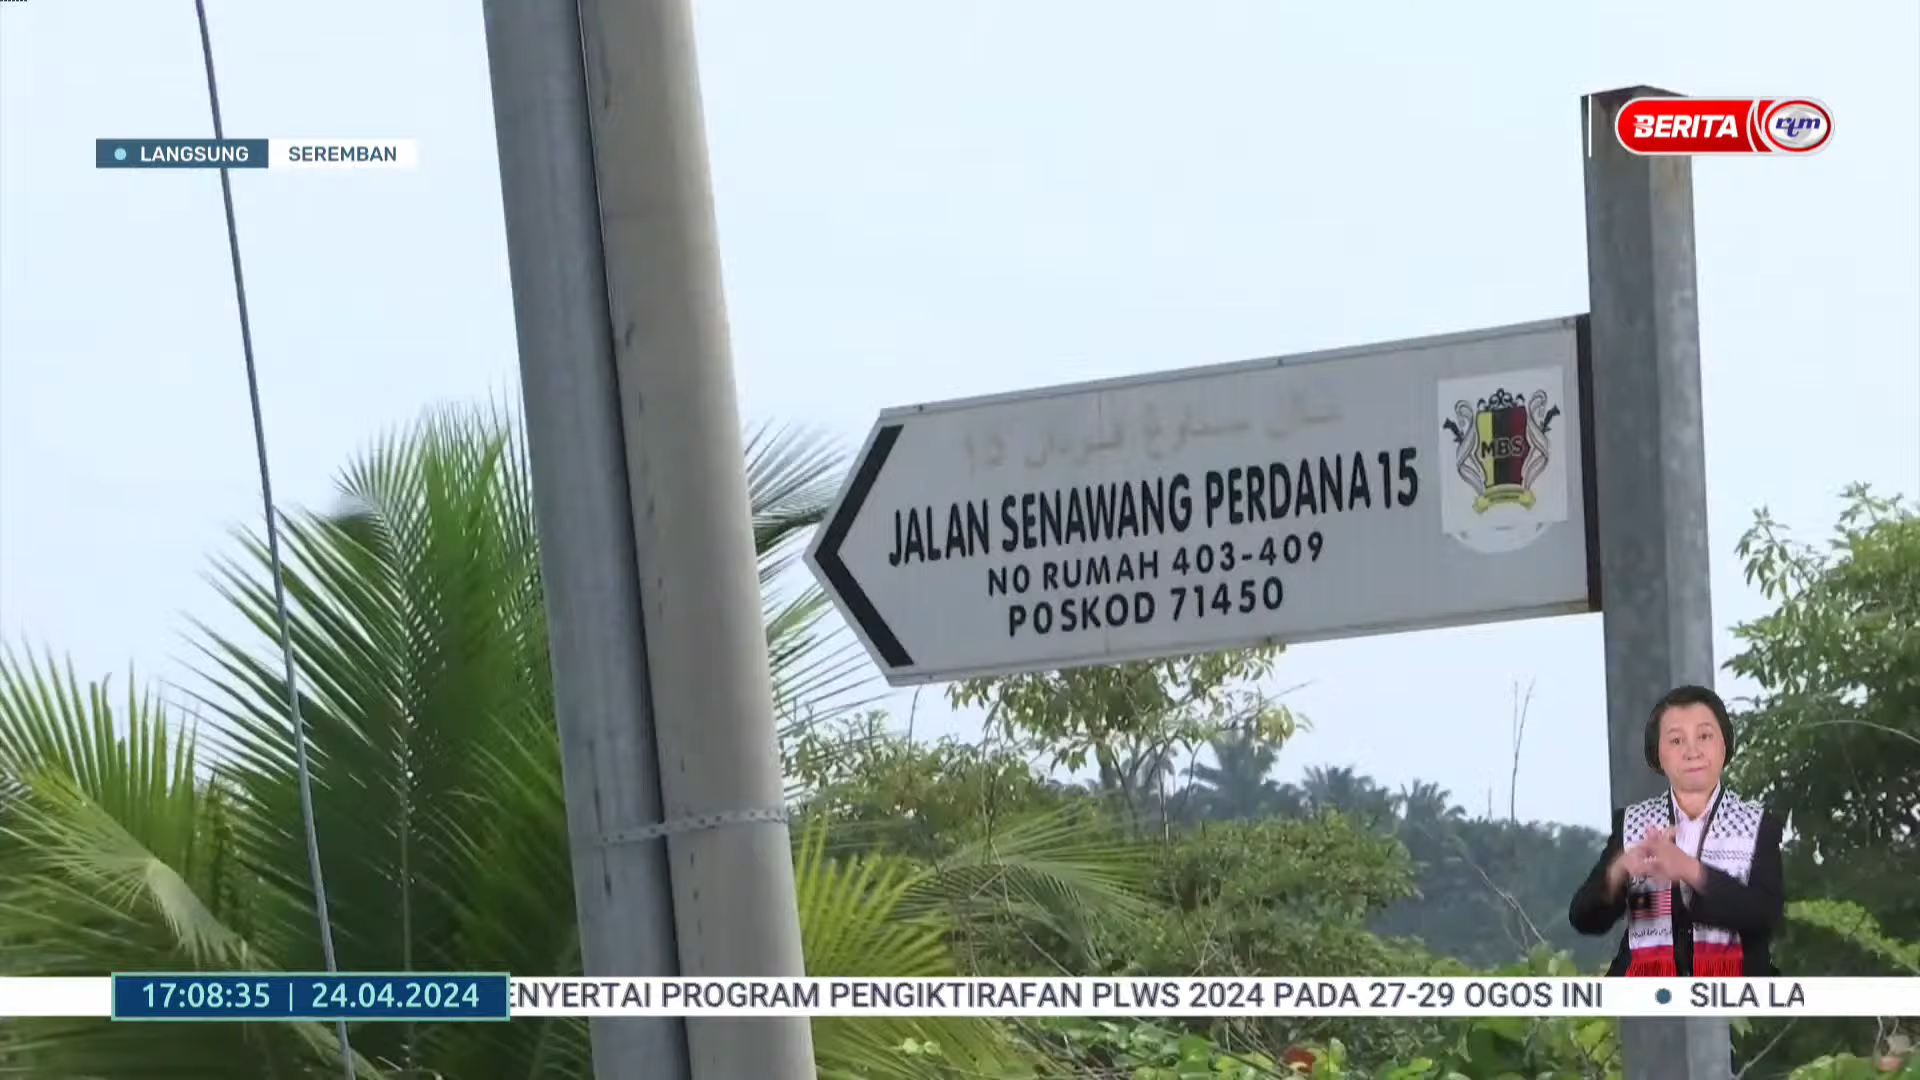 LANGSUNG SEREMBAN
BERITA rtm
JALAN SENAWANG PERDANA 15
NO RUMAH 403-409
POSKOD 71450
MBS
17:08:35 | 24.04.2024 ENYERTAI PROGRAM PENGIKTIRAFAN PLWS 2024 PADA 27-29 OGOS INI • SILA LA